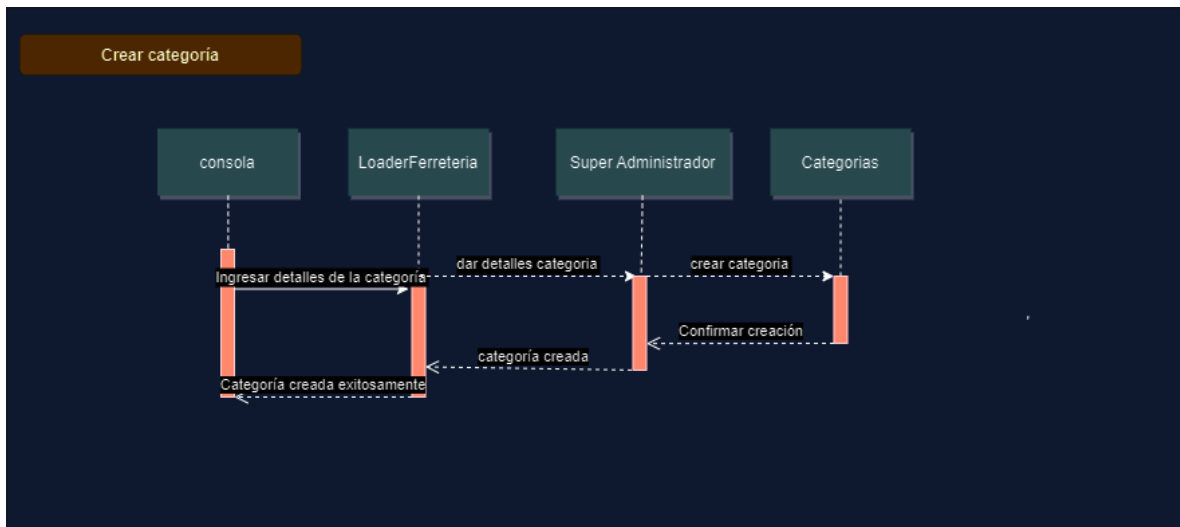 Crear categoría
consola
LoaderFerreteria
Super Administrador
Categorias
dar detalles categoria
crear categoria
Ingresar detalles de la categoría
Confirmar creación
categoría creada
Categoría creada exitosamente